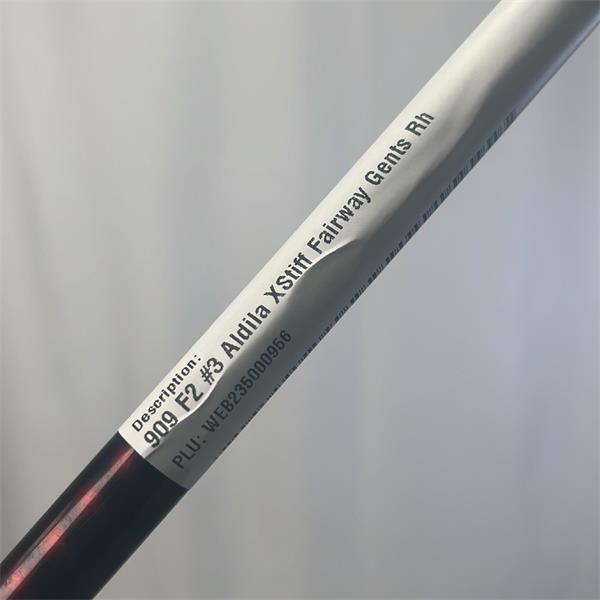 Description:
909 F2 #3 Aldila XStiff Fairway Gents Rh
PLU: WEB235000956